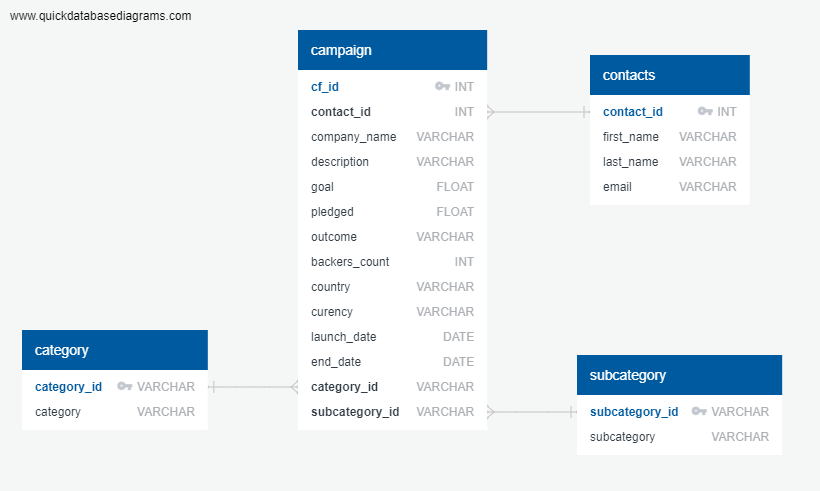 www.quickdatabasediagrams.com
campaign
cf_id INT
contact_id INT
company_name VARCHAR
description VARCHAR
goal FLOAT
pledged FLOAT
outcome VARCHAR
backers_count INT
country VARCHAR
curency VARCHAR
launch_date DATE
end_date DATE
category_id VARCHAR
subcategory_id VARCHAR
contacts
contact_id INT
first_name VARCHAR
last_name VARCHAR
email VARCHAR
category
category_id VARCHAR
category VARCHAR
subcategory
subcategory_id VARCHAR
subcategory VARCHAR